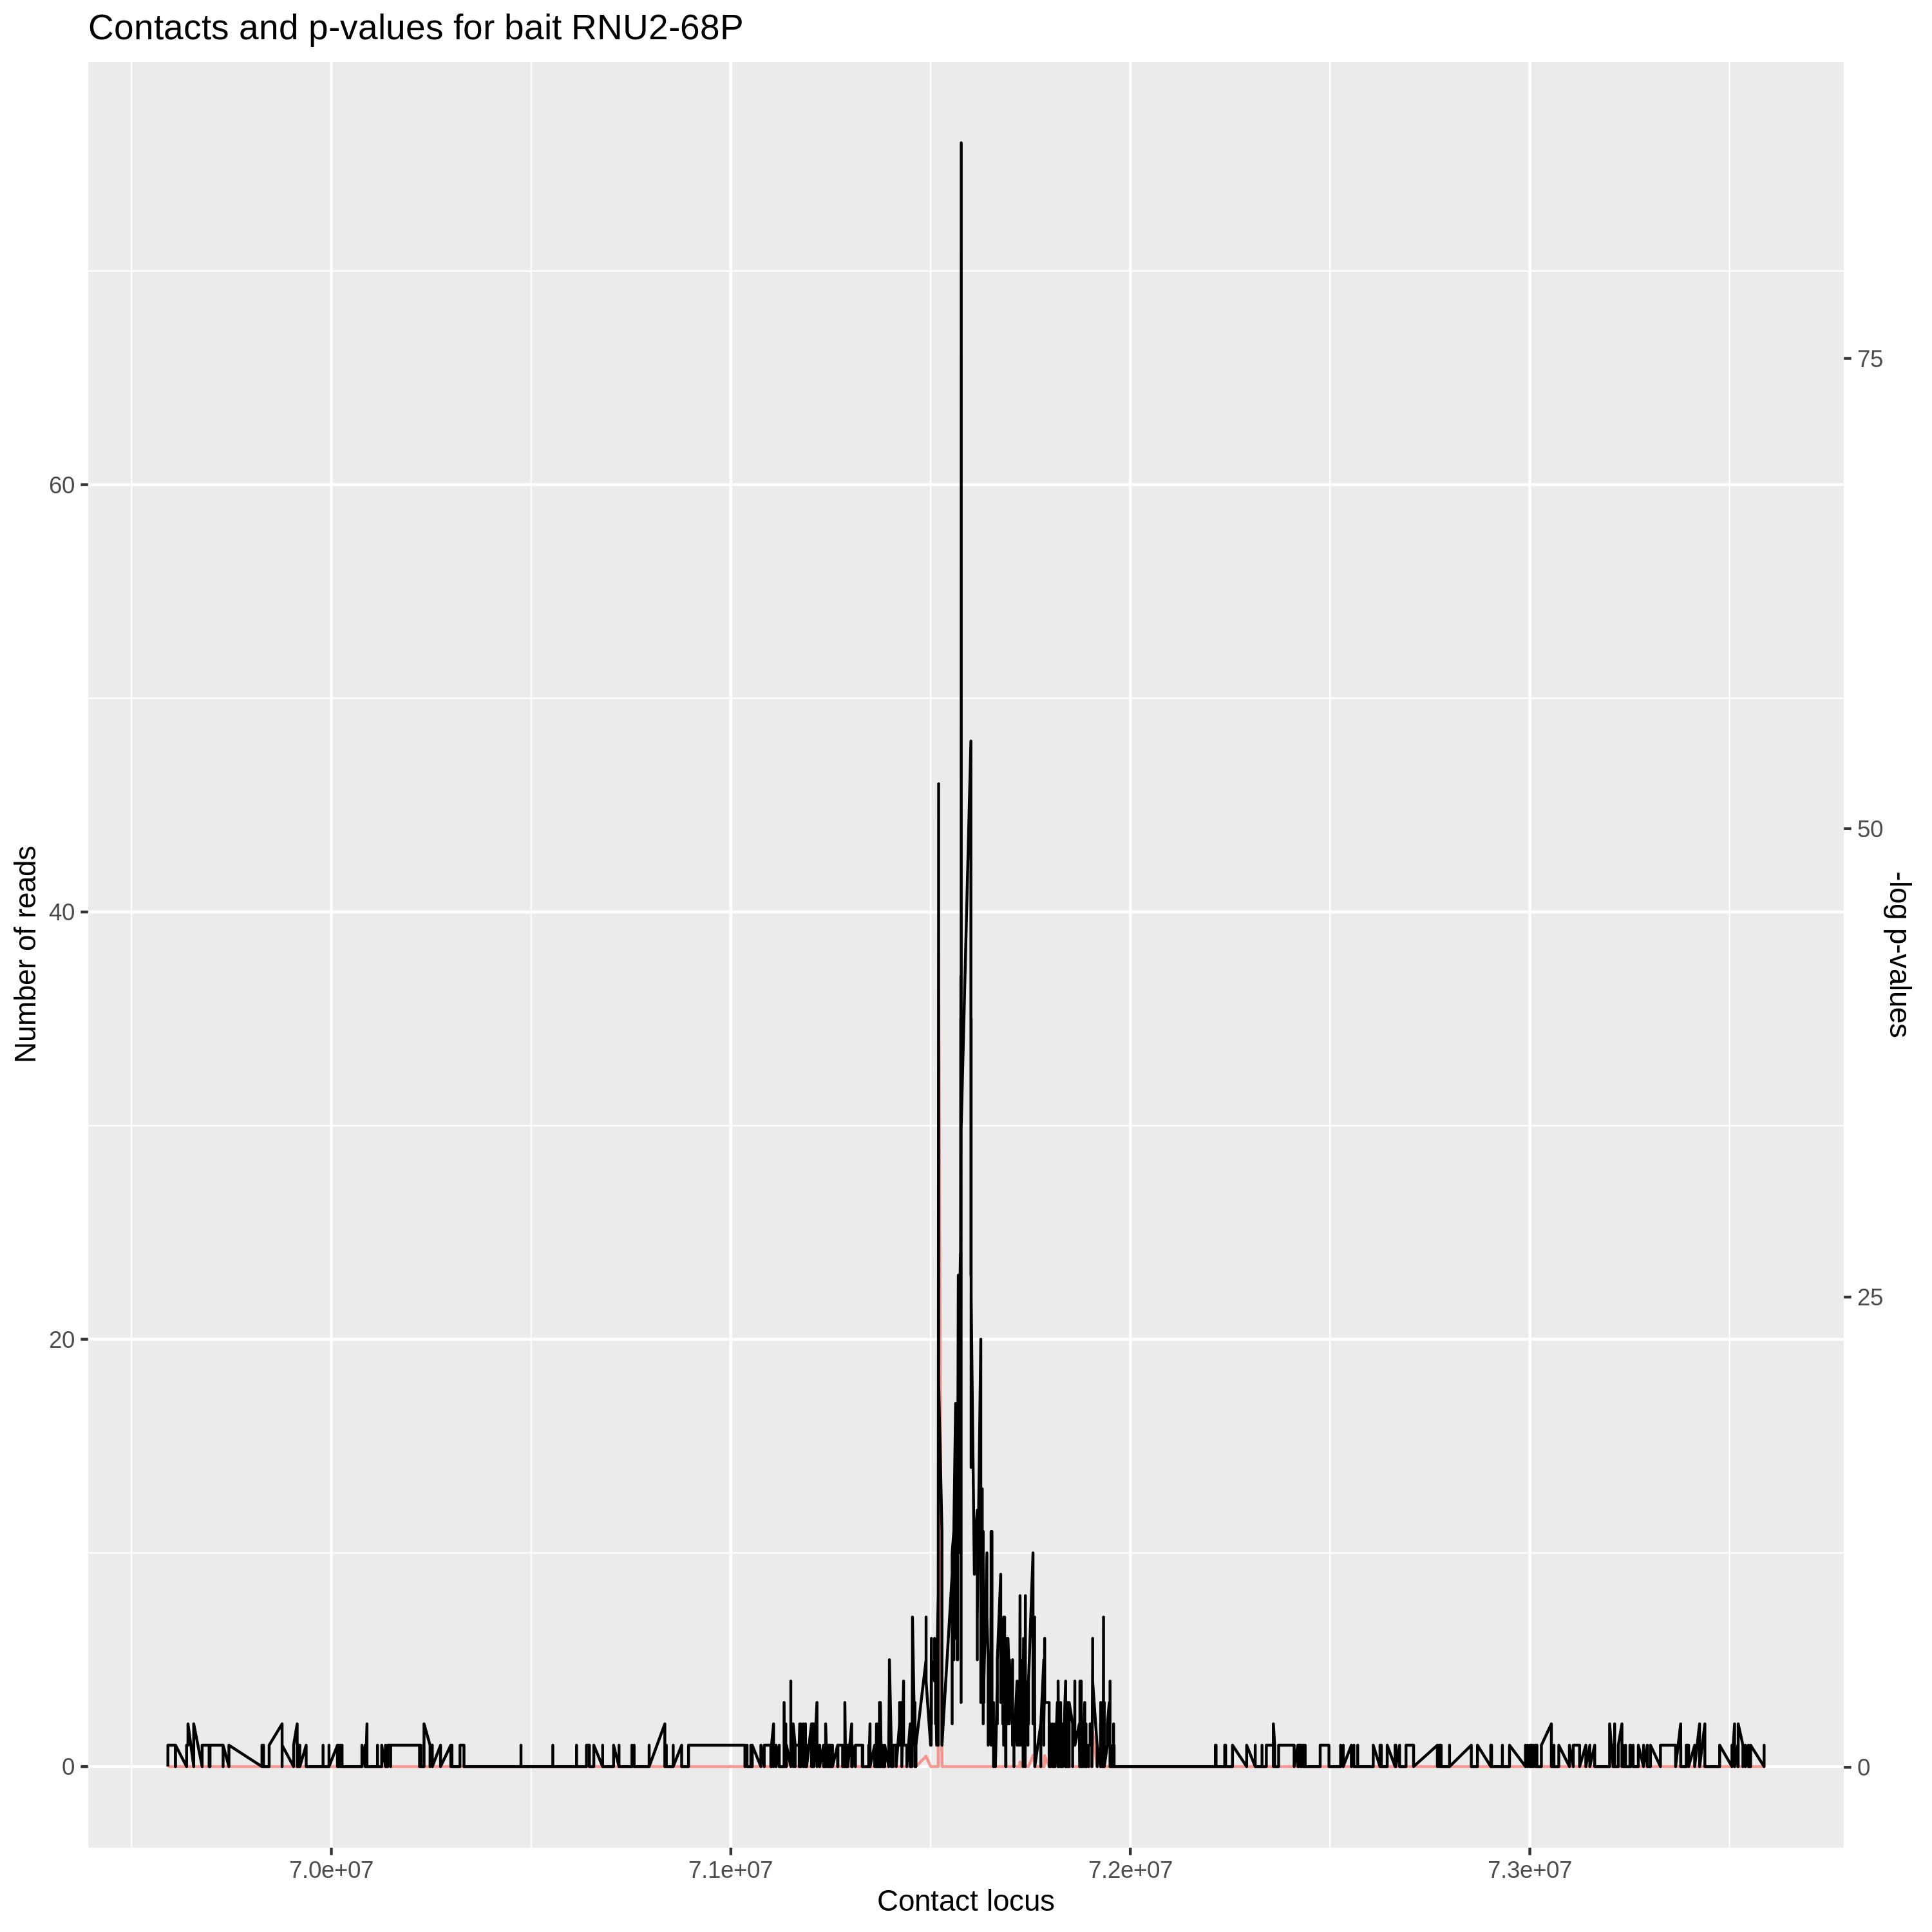 Contacts and p-values for bait RNU2-68P
Number of reads
60
40
20
0
75
50
25
0
-log p-values
7.0e+07
7.1e+07
7.2e+07
7.3e+07
Contact locus